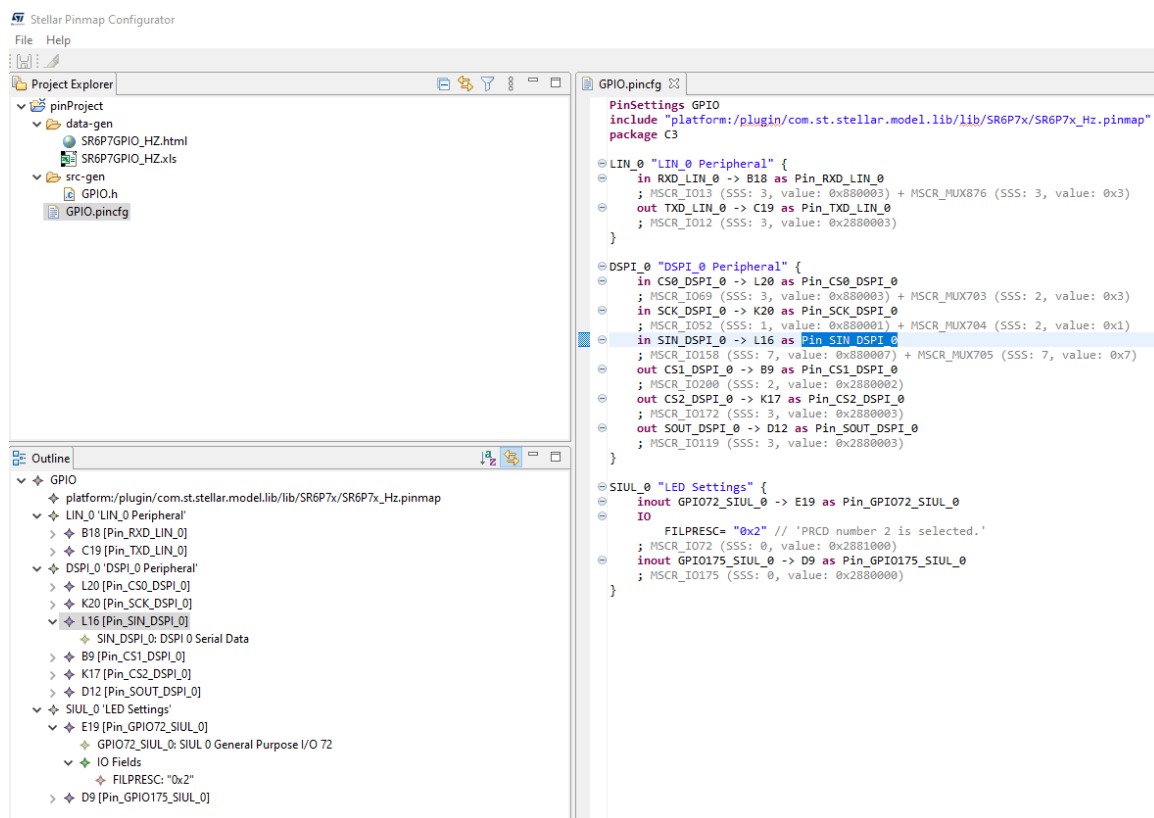 Stellar Pinmap Configurator
File Help
Project Explorer
pinProject
data-gen
SR6P7GPIO_HZ.html
SR6P7GPIO_HZ.xls
src-gen
GPIO.h
GPIO.pincfg
Outline
GPIO
platform:/plugin/com.st.stellar.model.lib/lib/SR6P7x/SR6P7x_Hz.pinmap
LIN_0 'LIN_0 Peripheral'
B18 [Pin_RXD_LIN_0]
C19 [Pin_TXD_LIN_0]
DSPI_0 'DSPI_0 Peripheral'
L20 [Pin_CS0_DSPI_0]
K20 [Pin_SCK_DSPI_0]
L16 [Pin_SIN_DSPI_0]
SIN_DSPI_0: DSPI 0 Serial Data
B9 [Pin_CS1_DSPI_0]
K17 [Pin_CS2_DSPI_0]
D12 [Pin_SOUT_DSPI_0]
SIUL_0 'LED Settings'
E19 [Pin_GPIO72_SIUL_0]
GPIO72_SIUL_0: SIUL 0 General Purpose I/O 72
IO Fields
FILPRESC: "0x2"
D9 [Pin_GPIO175_SIUL_0]
GPIO.pincfg
PinSettings GPIO
include "platform:/plugin/com.st.stellar.model.lib/lib/SR6P7x/SR6P7x_Hz.pinmap"
package C3
LIN_0 "LIN_0 Peripheral" {
in RXD_LIN_0 -> B18 as Pin_RXD_LIN_0
; MSCR_IO13 (SSS: 3, value: 0x880003) + MSCR_MUX876 (SSS: 3, value: 0x3)
out TXD_LIN_0 -> C19 as Pin_TXD_LIN_0
; MSCR_IO12 (SSS: 3, value: 0x2880003)
}
DSPI_0 "DSPI_0 Peripheral" {
in CS0_DSPI_0 -> L20 as Pin_CS0_DSPI_0
; MSCR_IO69 (SSS: 3, value: 0x880003) + MSCR_MUX703 (SSS: 2, value: 0x3)
in SCK_DSPI_0 -> K20 as Pin_SCK_DSPI_0
; MSCR_IO52 (SSS: 1, value: 0x880001) + MSCR_MUX704 (SSS: 2, value: 0x1)
in SIN_DSPI_0 -> L16 as Pin_SIN_DSPI_0
; MSCR_IO158 (SSS: 7, value: 0x880007) + MSCR_MUX705 (SSS: 7, value: 0x7)
out CS1_DSPI_0 -> B9 as Pin_CS1_DSPI_0
; MSCR_IO200 (SSS: 2, value: 0x2880002)
out CS2_DSPI_0 -> K17 as Pin_CS2_DSPI_0
; MSCR_IO172 (SSS: 3, value: 0x2880003)
out SOUT_DSPI_0 -> D12 as Pin_SOUT_DSPI_0
; MSCR_IO119 (SSS: 3, value: 0x2880003)
}
SIUL_0 "LED Settings" {
inout GPIO72_SIUL_0 -> E19 as Pin_GPIO72_SIUL_0
IO
FILPRESC= "0x2" // 'PRCD number 2 is selected.'
; MSCR_IO72 (SSS: 0, value: 0x2881000)
inout GPIO175_SIUL_0 -> D9 as Pin_GPIO175_SIUL_0
; MSCR_IO175 (SSS: 0, value: 0x2880000)
}